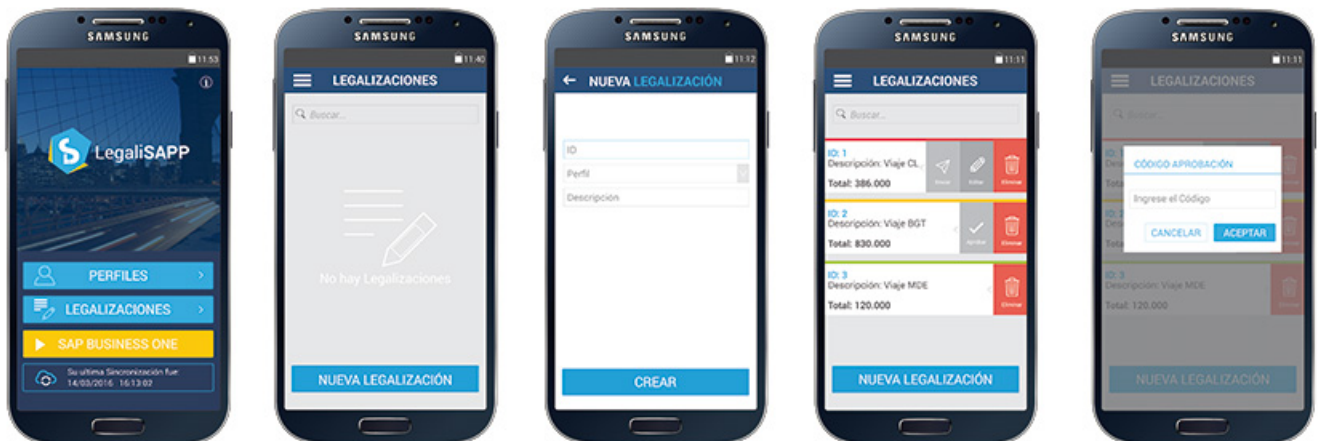 SAMSUNG
11:53
LegaliSAPP
PERFILES
LEGALIZACIONES
SAP BUSINESS ONE
Su ultima Sincronización fue:
14/03/2016 16:13:02
SAMSUNG
11:40
LEGALIZACIONES
Buscar...
No hay Legalizaciones
NUEVA LEGALIZACIÓN
SAMSUNG
11:12
NUEVA LEGALIZACIÓN
ID
Perfil
Descripción
CREAR
SAMSUNG
11:11
LEGALIZACIONES
Buscar...
ID: 1
Descripción: Viaje CL
Total: 386.000
Enviar
Editar
Eliminar
ID: 2
Descripción: Viaje BGT
Total: 830.000
Aprobar
Eliminar
ID: 3
Descripción: Viaje MDE
Total: 120.000
Eliminar
NUEVA LEGALIZACIÓN
SAMSUNG
11:11
LEGALIZACIONES
Buscar...
CÓDIGO APROBACIÓN
Ingrese el Código
CANCELAR
ACEPTAR
ID: 3
Descripción: Viaje MDE
Total: 120.000
Eliminar
NUEVA LEGALIZACIÓN